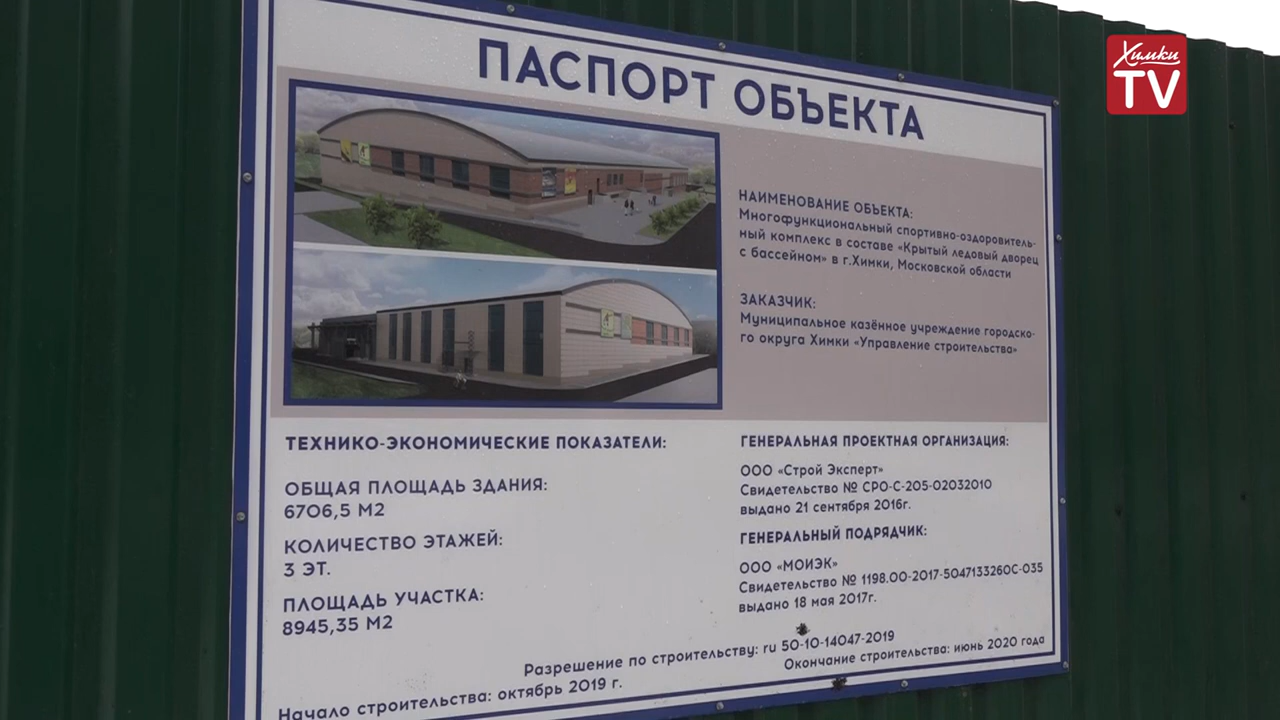 Химки
TV
ПАСПОРТ ОБЪЕКТА
НАИМЕНОВАНИЕ ОБЪЕКТА:
Многофункциональный спортивно-оздоровитель-
ный комплекс в составе «Крытый ледовый дворец
с бассейном» в г.Химки, Московской области
ЗАКАЗЧИК:
Муниципальное казённое учреждение городско-
го округа Химки «Управление строительства»
ТЕХНИКО-ЭКОНОМИЧЕСКИЕ ПОКАЗАТЕЛИ:
ОБЩАЯ ПЛОЩАДЬ ЗДАНИЯ:
6706,5 М2
КОЛИЧЕСТВО ЭТАЖЕЙ:
3 ЭТ.
ПЛОЩАДЬ УЧАСТКА:
8945,35 М2
ГЕНЕРАЛЬНАЯ ПРОЕКТНАЯ ОРГАНИЗАЦИЯ:
ООО «Строй Эксперт»
Свидетельство № СРО-С-205-02032010
выдано 21 сентября 2016г.
ГЕНЕРАЛЬНЫЙ ПОДРЯДЧИК:
ООО «МОИЭК»
Свидетельство № 1198.00-2017-5047133260С-035
выдано 18 мая 2017г.
Разрешение по строительству: ru 50-10-14047-2019
Начало строительства: октябрь 2019 г.
Окончание строительства: июнь 2020 года